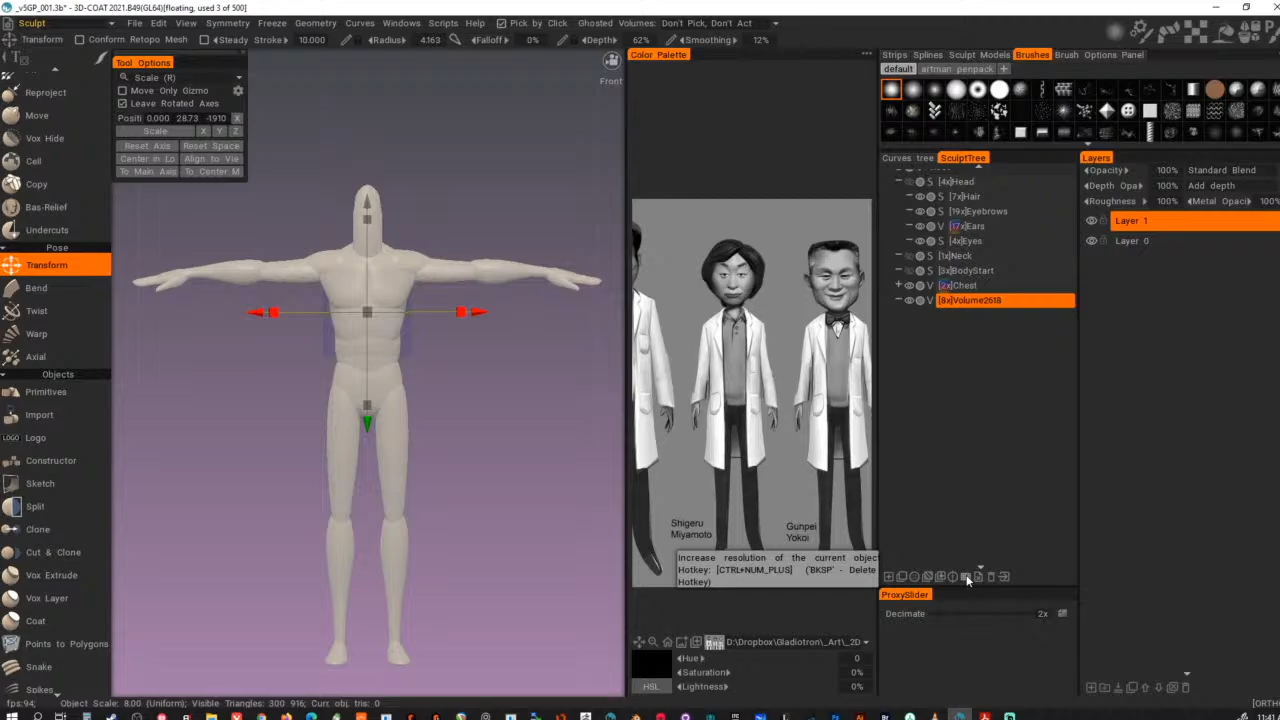 _v5GP_001.3b* - 3D-COAT 2021.B49(GL64)[floating, used 3 of 500]
Sculpt File Edit View Symmetry Freeze Geometry Curves Windows Scripts Help Pick by Click Ghosted Volumes: Don't Pick, Don't Act
Transform Conform Retopo Mesh Steady Stroke 10.000 Radius 4.163 Falloff 0% Depth 62% Smoothing 12%
Tool Options
Scale (R)
Move Only Gizmo
Leave Rotated Axes
Positi 0.000 28.73 -1910 X
Scale X Y Z
Reset Axis Reset Space
Center in Lo Align to Vie
To Main Axis To Center M
Front
Reproject
Move
Vox Hide
Cell
Copy
Bas-Relief
Undercuts
Pose
Transform
Bend
Twist
Warp
Axial
Objects
Primitives
Import
LOGO Logo
Constructor
Sketch
Split
Clone
Cut & Clone
Vox Extrude
Vox Layer
Coat
Points to Polygons
Snake
Spikes
fps:94; Object Scale: 8.00 (Uniform); Visible Triangles: 300 916; Curr obj. tris: 0
Color Palette
Shigeru
Miyamoto
Gunpei
Yokoi
Increase resolution of the current object
Hotkey: [CTRL+NUM_PLUS] ('BKSP' - Delete
Hotkey)
D:\Dropbox\Gladiotron\_Art\_2D
Hue 0
Saturation 0%
HSL Lightness 0%
Strips Splines Sculpt Models Brushes Brush Options Panel
default artman penpack +
Curves tree SculptTree
[4x]Head
S [7x]Hair
S [19x]Eyebrows
V [17x]Ears
S [4x]Eyes
S [1x]Neck
S [3x]BodyStart
V [2x]Chest
V [8x]Volume2618
ProxySlider
Decimate 2x
Layers
Opacity 100% Standard Blend
Depth Opa 100% Add depth
Roughness 100% Metal Opaci 100%
Layer 1
Layer 0
[ORTH